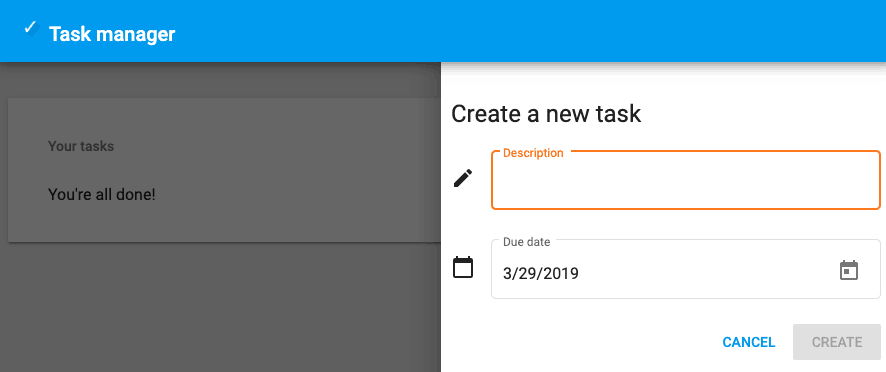 Task manager
Your tasks
You're all done!
Create a new task
Description
Due date
3/29/2019
CANCEL
CREATE